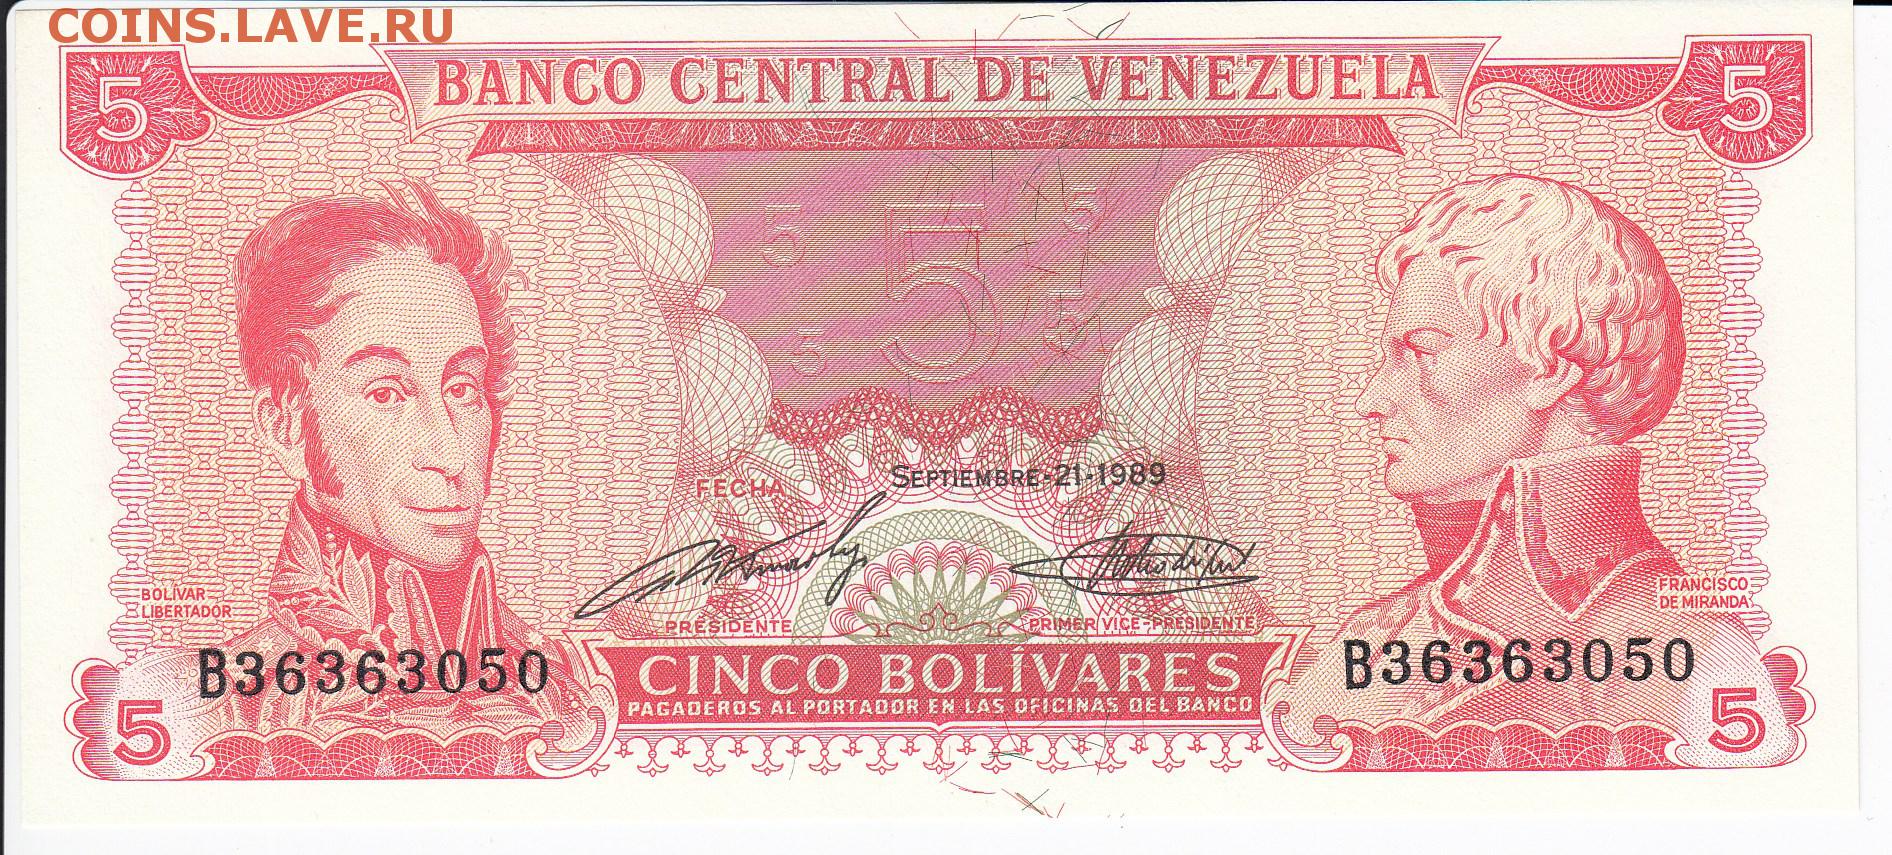 COINS.LAVE.RU
BANCO CENTRAL DE VENEZUELA
5 5
5 5 5
5 5
FECHA SEPTIEMBRE-21-1989
BOLÍVAR
LIBERTADOR
FRANCISCO
DE MIRANDA
PRESIDENTE PRIMER VICE-PRESIDENTE
B36363050 B36363050
CINCO BOLÍVARES
PAGADEROS AL PORTADOR EN LAS OFICINAS DEL BANCO
5 5